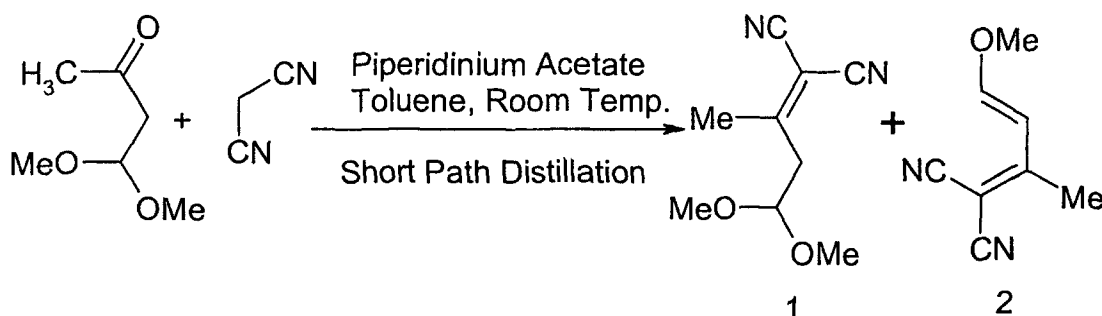 O
H₃C
MeO
OMe
+
CN
CN
Piperidinium Acetate
Toluene, Room Temp.
Short Path Distillation
NC
CN
Me
MeO
OMe
1
+
OMe
NC
CN
Me
2